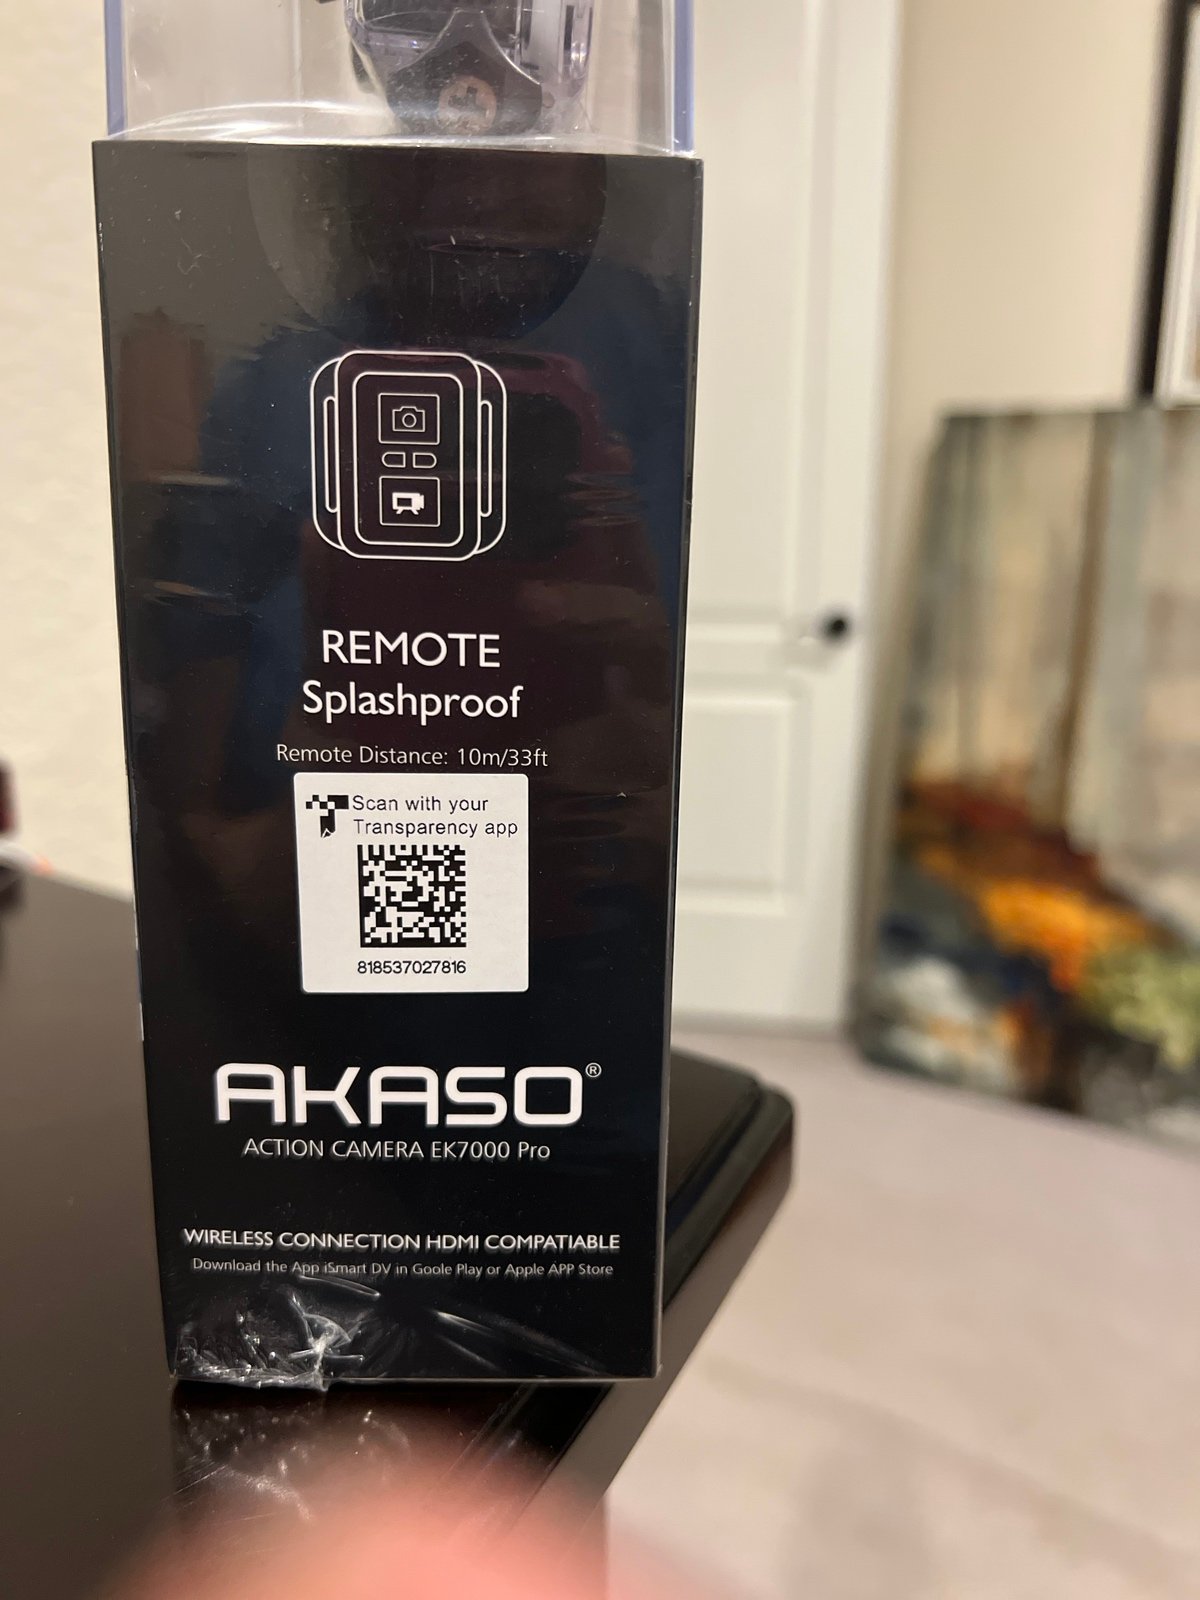 REMOTE
Splashproof
Remote Distance: 10m/33ft
Scan with your
Transparency app
818537027816
AKASO®
ACTION CAMERA EK7000 Pro
WIRELESS CONNECTION HDMI COMPATIABLE
Download the App iSmart DV in Goole Play or Apple APP Store